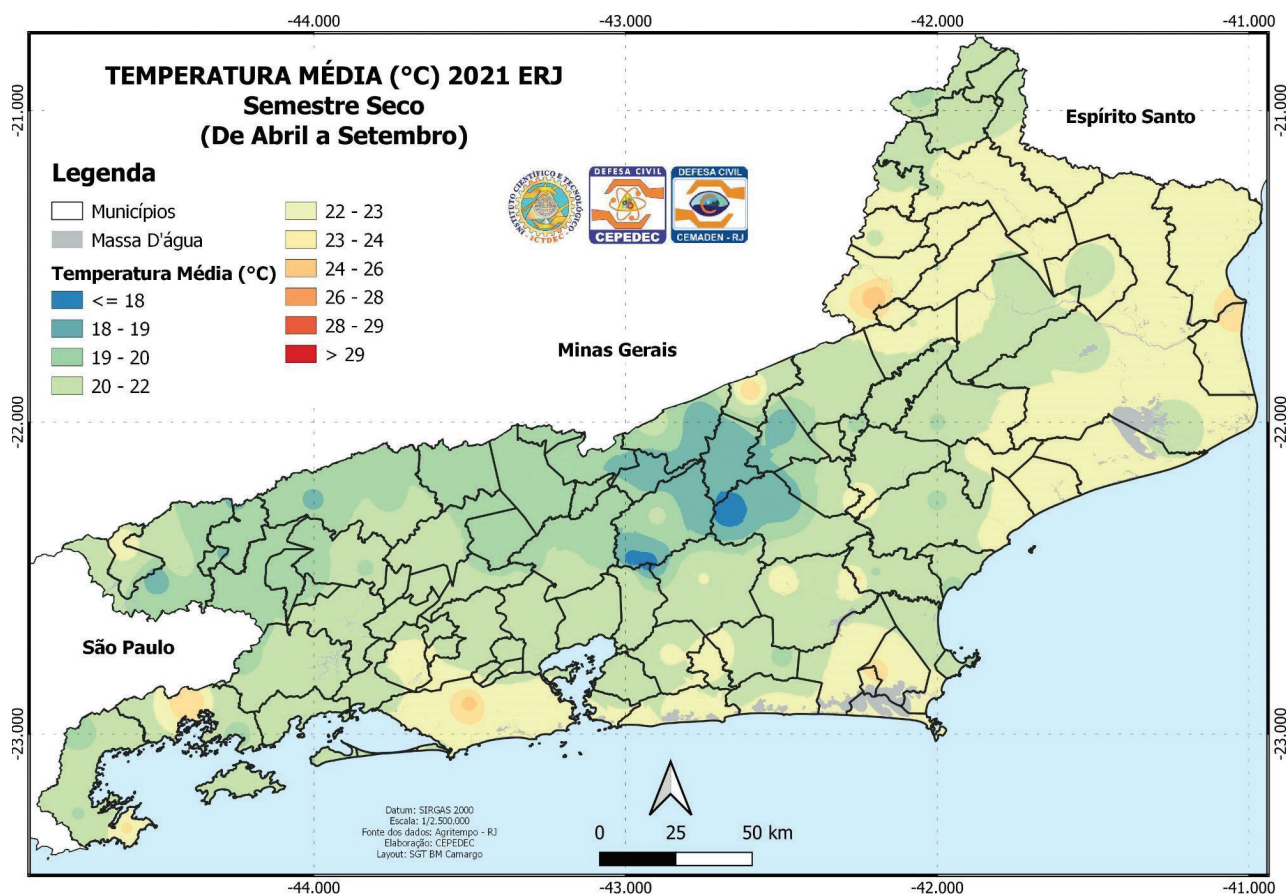 -44.000
-43.000
-42.000
-41.000
TEMPERATURA MÉDIA (°C) 2021 ERJ
Semestre Seco
(De Abril a Setembro)
Legenda
Municípios
Massa D'água
Temperatura Média (°C)
<= 18
18 - 19
19 - 20
20 - 22
22 - 23
23 - 24
24 - 26
26 - 28
28 - 29
> 29
INSTITUTO CIENTÍFICO E TECNOLÓGICO
- ICTDEC -
DEFESA CIVIL
CEPEDEC
DEFESA CIVIL
CEMADEN - RJ
Espírito Santo
Minas Gerais
São Paulo
-21.000
-22.000
-23.000
-21.000
-22.000
-23.000
Datum: SIRGAS 2000
Escala: 1/2.500.000
Fonte dos dados: Agritempo - RJ
Elaboração: CEPEDEC
Layout: SGT BM Camargo
0 25 50 km
-44.000
-43.000
-42.000
-41.000